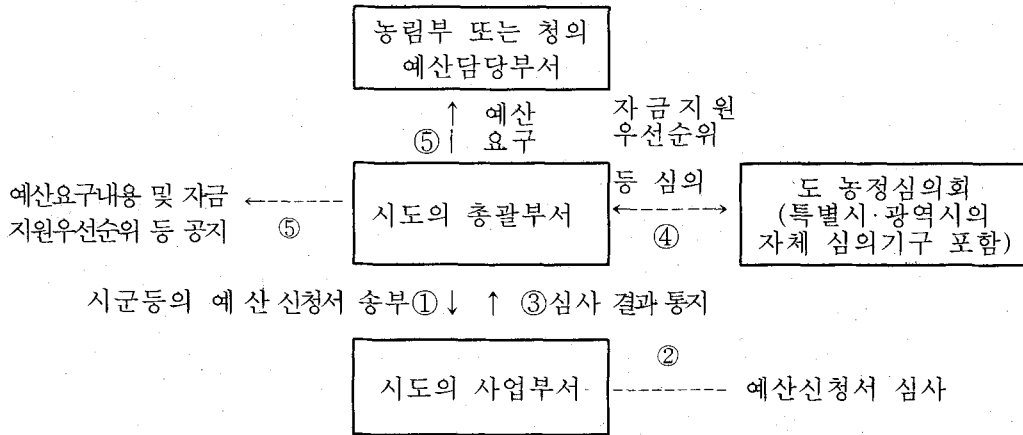 농림부 또는 청의
예산담당부서
↑ 예산
⑤ㅣ 요구
자금지원
우선순위
등 심의
예산요구내용 및 자금
지원우선순위 등 공지
⑤
시도의 총괄부서
④
도 농정심의회
(특별시·광역시의
자체 심의기구 포함)
시군등의 예 산 신청서 송부①↓ ↑ ③심사 결과 통지
시도의 사업부서
②
예산신청서 심사